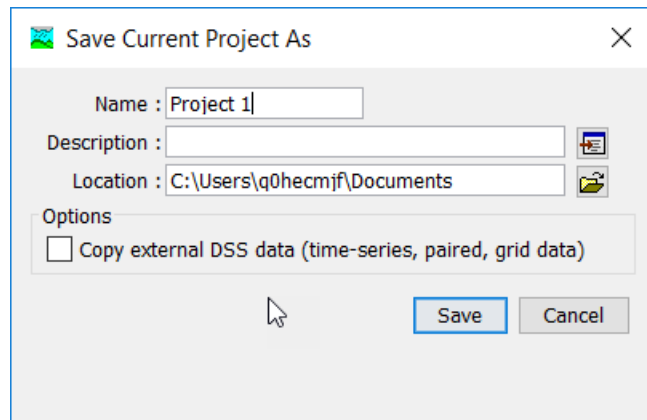 Save Current Project As
Name : Project 1
Description :
Location : C:\Users\q0hecmjf\Documents
Options
Copy external DSS data (time-series, paired, grid data)
Save Cancel